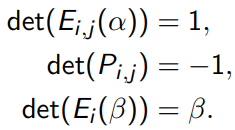 det(E_{i,j}(α)) = 1,
det(P_{i,j}) = −1,
det(E_i(β)) = β.